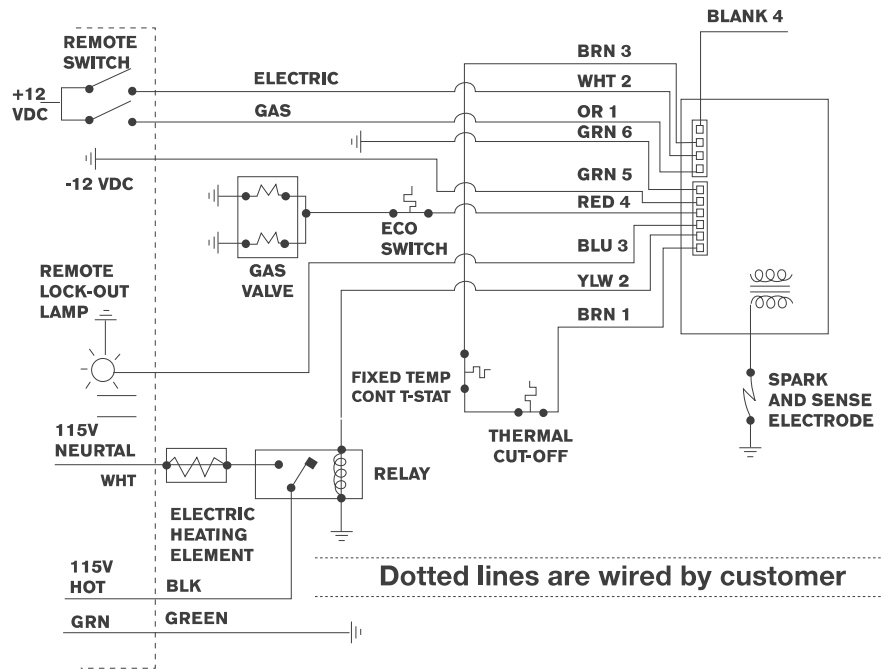 BLANK 4
REMOTE
SWITCH
BRN 3
ELECTRIC
WHT 2
+12
VDC
GAS
OR 1
GRN 6
-12 VDC
GRN 5
RED 4
ECO
SWITCH
BLU 3
GAS
VALVE
REMOTE
LOCK-OUT
LAMP
YLW 2
BRN 1
FIXED TEMP
CONT T-STAT
SPARK
AND SENSE
ELECTRODE
THERMAL
CUT-OFF
115V
NEURTAL
WHT
RELAY
ELECTRIC
HEATING
ELEMENT
115V
HOT
BLK
Dotted lines are wired by customer
GRN
GREEN